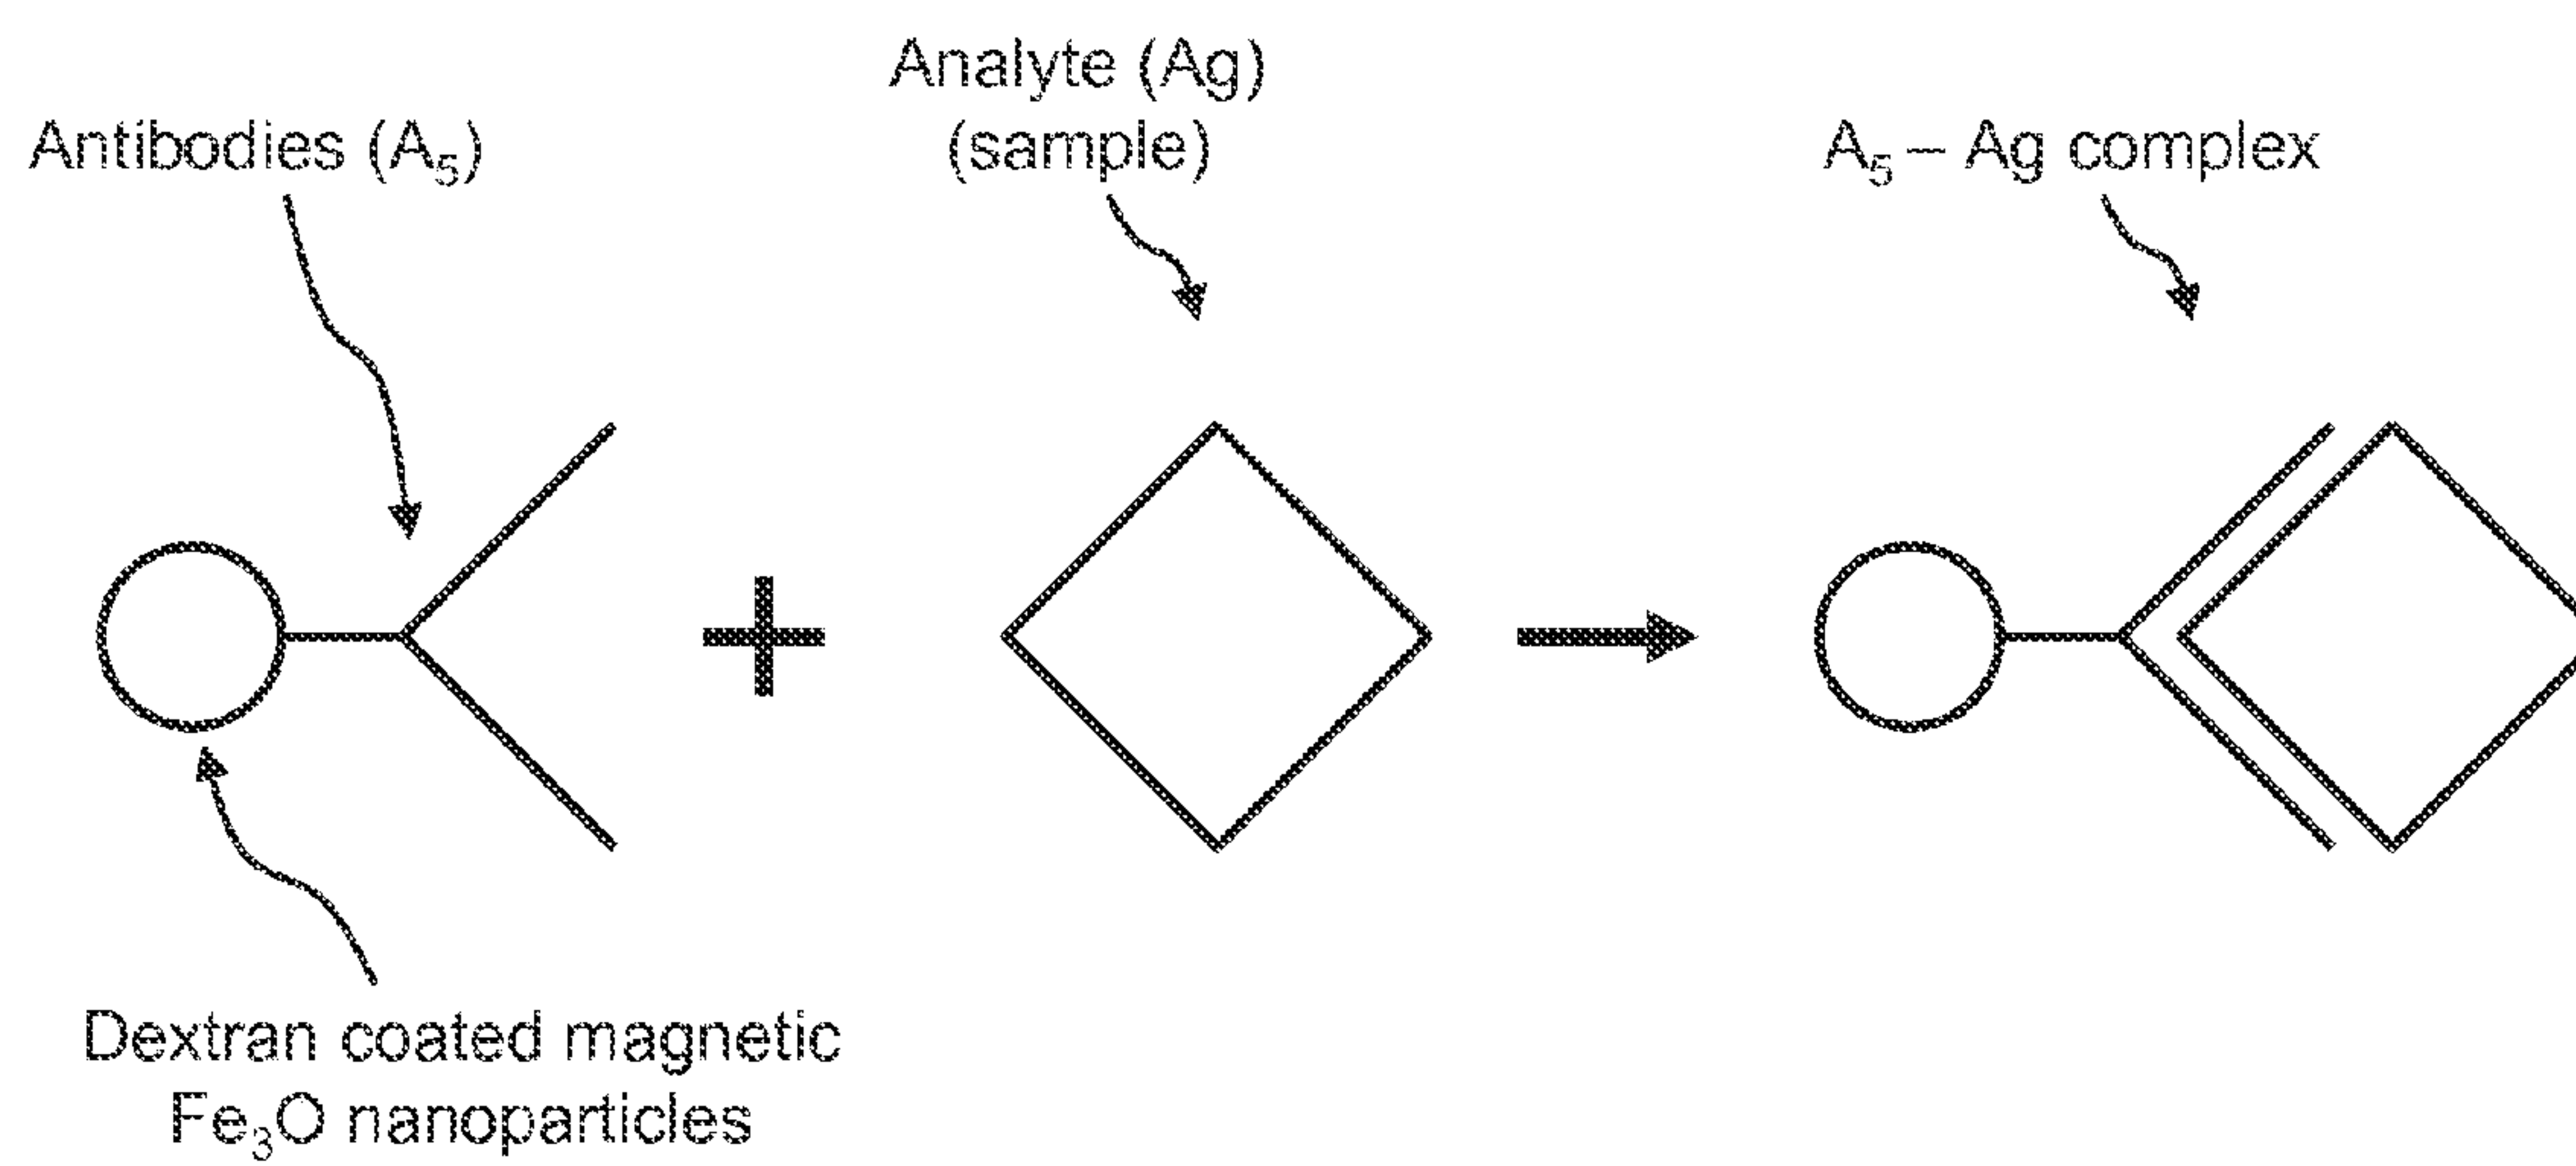 Antibodies (A₅)
Analyte (Ag)
(sample)
A₅ – Ag complex
Dextran coated magnetic
Fe₃O nanoparticles